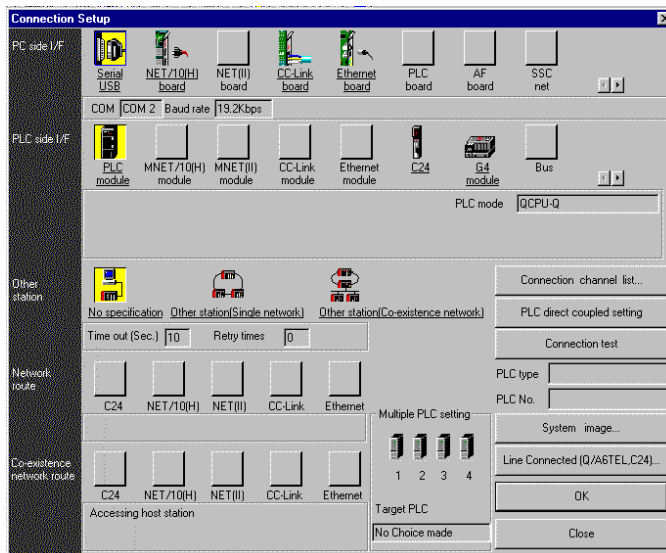 Connection Setup
PC side I/F
Serial USB
NET/10(H) board
NET(II) board
CC-Link board
Ethernet board
PLC board
AF board
SSC net
COM COM 2 Baud rate 19.2Kbps
PLC side I/F
PLC module
MNET/10(H) module
MNET(II) module
CC-Link module
Ethernet module
C24
G4 module
Bus
PLC mode QCPU-Q
Other station
No specification
Other station(Single network)
Other station(Co-existence network)
Time out (Sec.) 10 Retry times 0
Connection channel list...
PLC direct coupled setting
Connection test
PLC type
PLC No.
System image...
Line Connected (Q/A6TEL,C24)...
OK
Close
Network route
C24 NET/10(H) NET(II) CC-Link Ethernet
Multiple PLC setting
1 2 3 4
Target PLC
No Choice made
Co-existence network route
C24 NET/10(H) NET(II) CC-Link Ethernet
Accessing host station